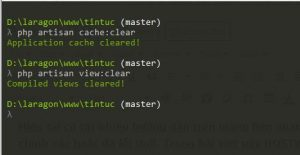 D:\laragon\www\tintuc (master)
λ php artisan cache:clear
Application cache cleared!
D:\laragon\www\tintuc (master)
λ php artisan view:clear
Compiled views cleared!
D:\laragon\www\tintuc (master)
λ